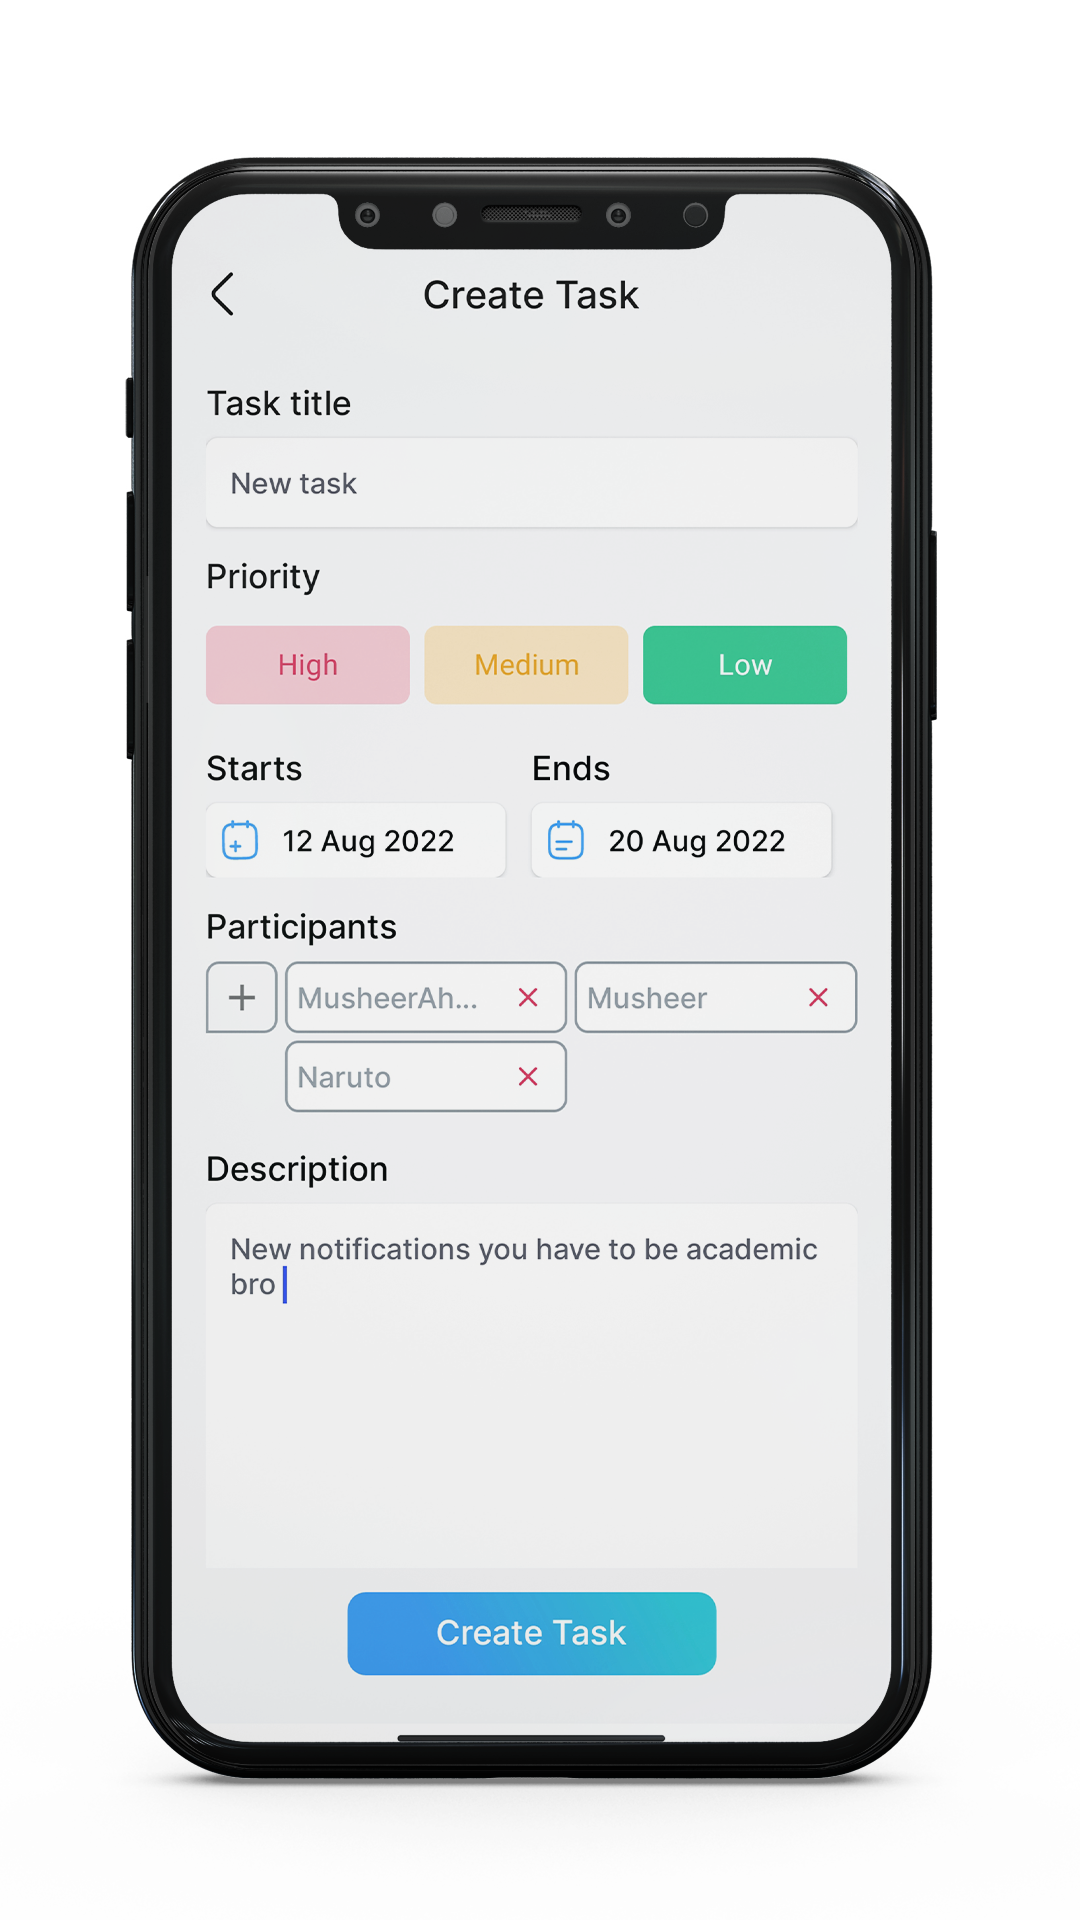 Create Task
Task title
New task
Priority
High Medium Low
Starts Ends
12 Aug 2022 20 Aug 2022
Participants
+ MusheerAh... × Musheer ×
Naruto ×
Description
New notifications you have to be academic
bro
Create Task